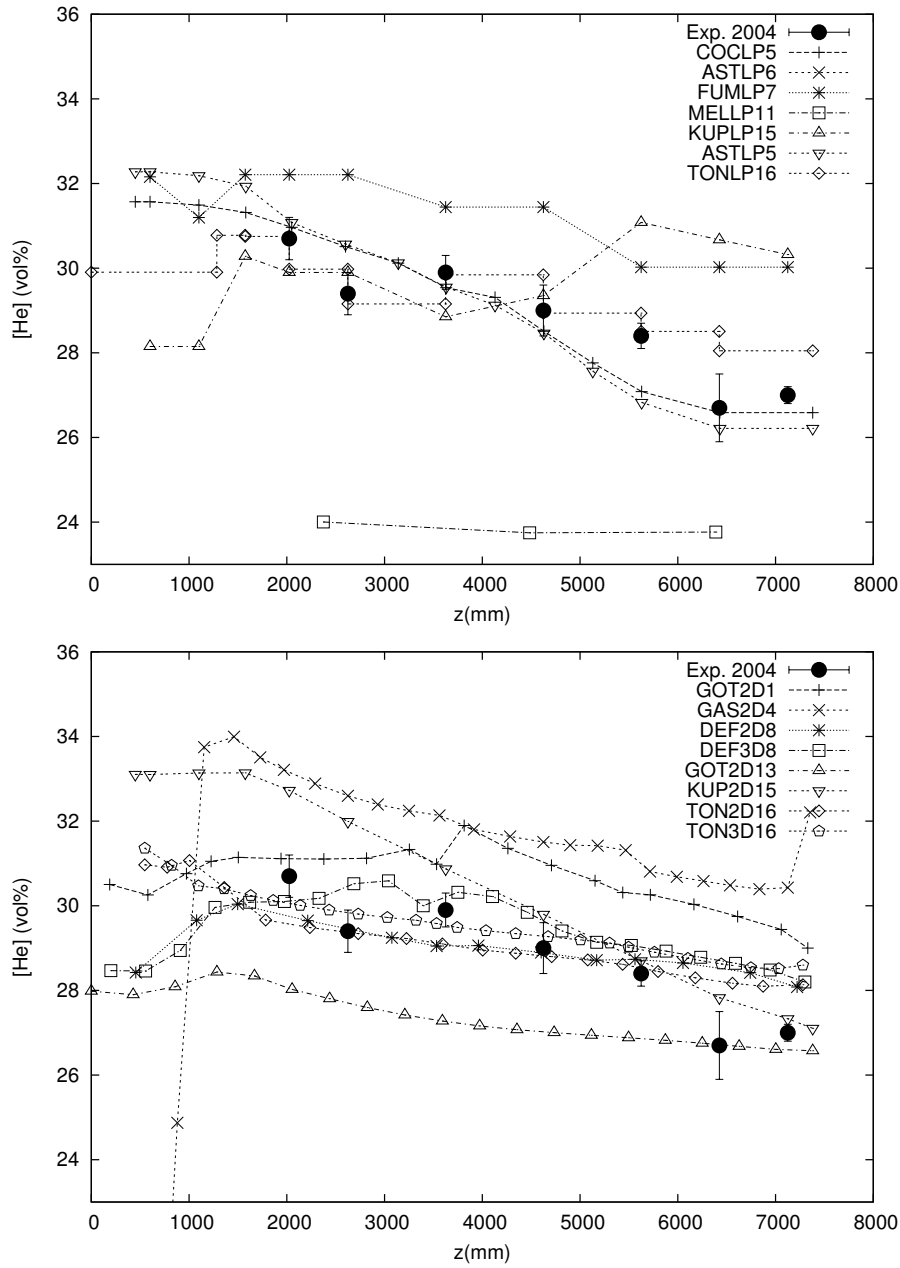 36
34
32
30
28
26
24
[He] (vol%)
0 1000 2000 3000 4000 5000 6000 7000 8000
z(mm)
Exp. 2004
COCLP5
ASTLP6
FUMLP7
MELLP11
KUPLP15
ASTLP5
TONLP16
36
34
32
30
28
26
24
[He] (vol%)
0 1000 2000 3000 4000 5000 6000 7000 8000
z(mm)
Exp. 2004
GOT2D1
GAS2D4
DEF2D8
DEF3D8
GOT2D13
KUP2D15
TON2D16
TON3D16